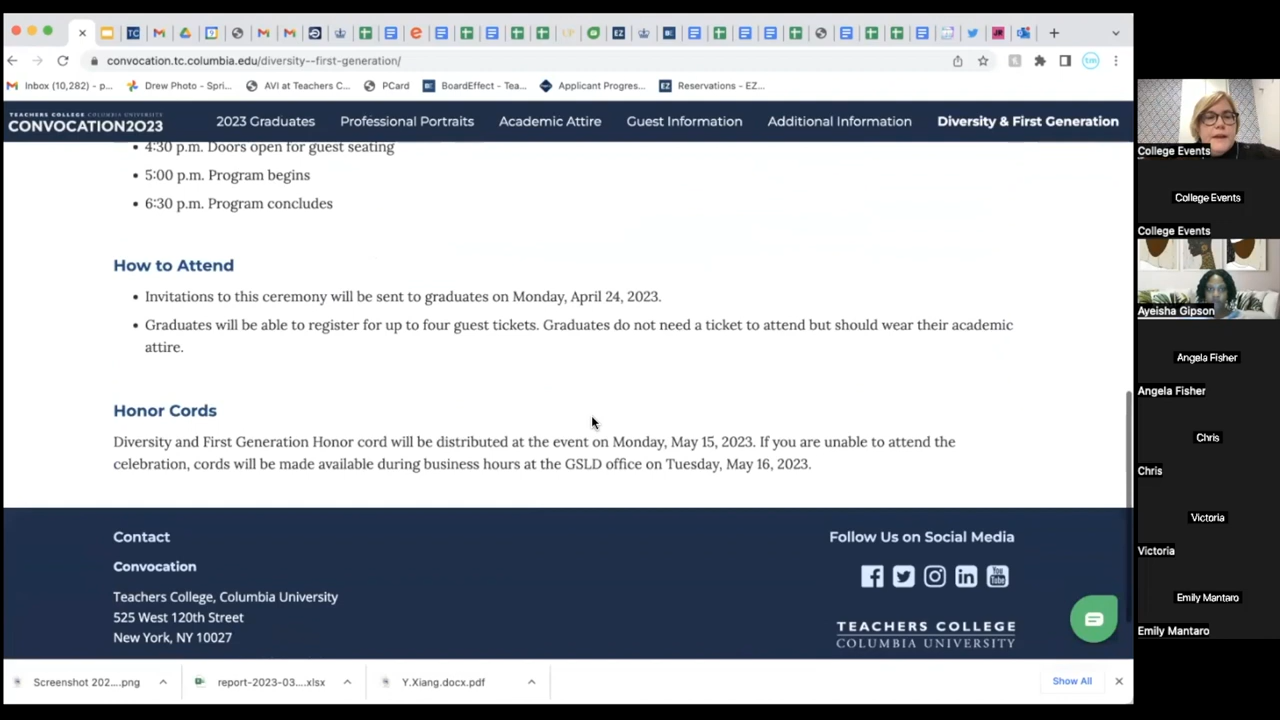 convocation.tc.columbia.edu/diversity--first-generation/
Inbox (10,282) - p...
Drew Photo - Spri...
AVI at Teachers C...
PCard
BoardEffect - Tea...
Applicant Progres...
Reservations - EZ...
TEACHERS COLLEGE COLUMBIA UNIVERSITY
CONVOCATION2023
2023 Graduates
Professional Portraits
Academic Attire
Guest Information
Additional Information
Diversity & First Generation
• 4:30 p.m. Doors open for guest seating
• 5:00 p.m. Program begins
• 6:30 p.m. Program concludes
How to Attend
• Invitations to this ceremony will be sent to graduates on Monday, April 24, 2023.
• Graduates will be able to register for up to four guest tickets. Graduates do not need a ticket to attend but should wear their academic
attire.
Honor Cords
Diversity and First Generation Honor cord will be distributed at the event on Monday, May 15, 2023. If you are unable to attend the
celebration, cords will be made available during business hours at the GSLD office on Tuesday, May 16, 2023.
Contact
Convocation
Teachers College, Columbia University
525 West 120th Street
New York, NY 10027
Follow Us on Social Media
TEACHERS COLLEGE
COLUMBIA UNIVERSITY
Screenshot 202....png
report-2023-03....xlsx
Y.Xiang.docx.pdf
Show All
College Events
College Events
College Events
Ayeisha Gipson
Angela Fisher
Angela Fisher
Chris
Chris
Victoria
Victoria
Emily Mantaro
Emily Mantaro